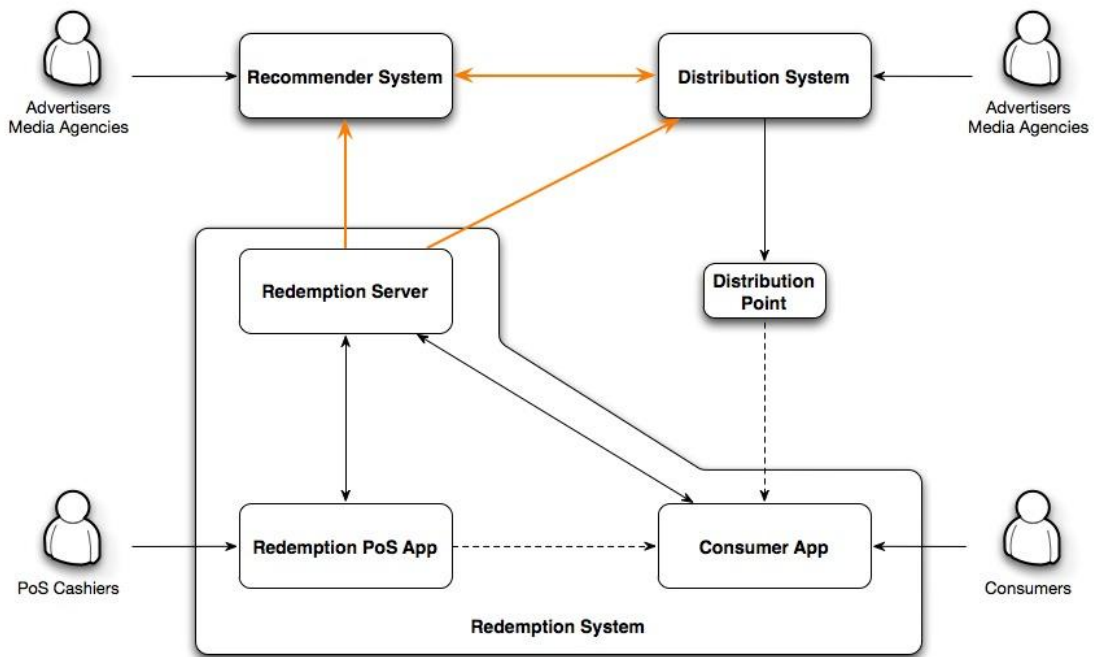 Recommender System
Distribution System
Advertisers
Media Agencies
Advertisers
Media Agencies
Redemption Server
Distribution
Point
Redemption PoS App
Consumer App
PoS Cashiers
Consumers
Redemption System